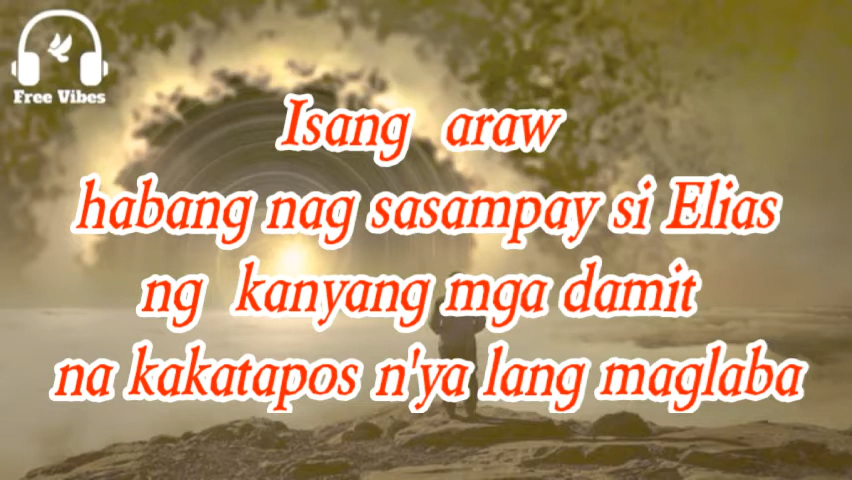 Free Vibes
Isang araw
habang nag sasampay si Elias
ng kanyang mga damit
na kakatapos n'ya lang maglaba